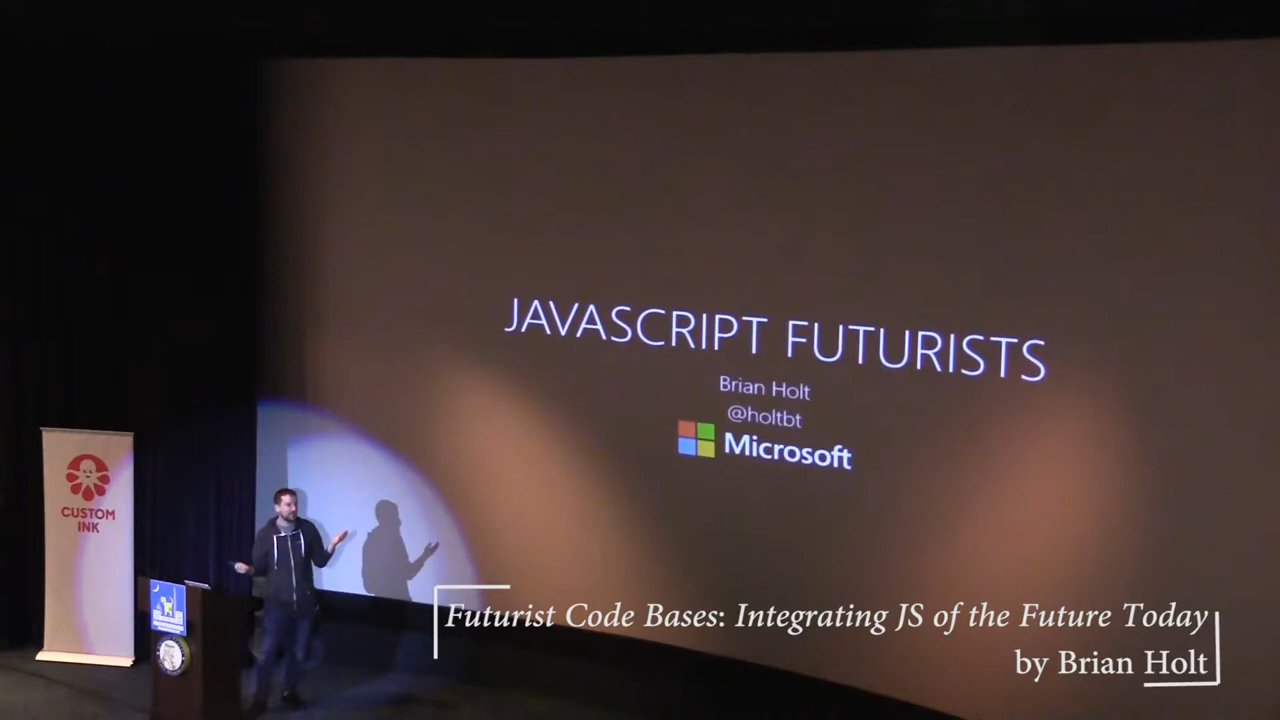 JAVASCRIPT FUTURISTS
Brian Holt
@holtbt
Microsoft
CUSTOM
INK
Futurist Code Bases: Integrating JS of the Future Today
by Brian Holt